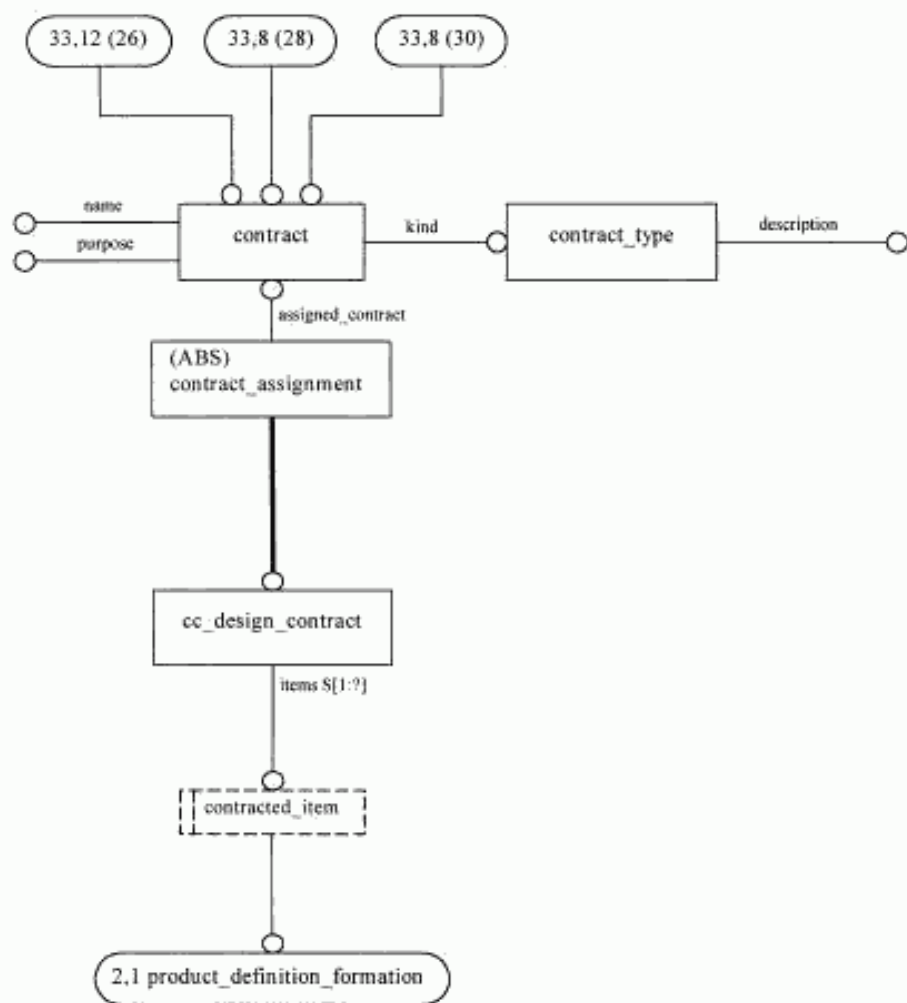 33,12 (26)
33,8 (28)
33,8 (30)
name
purpose
contract
kind
contract_type
description
assigned_contract
(ABS)
contract_assignment
cc_design_contract
items S[1:?]
contracted_item
2,1 product_definition_formation